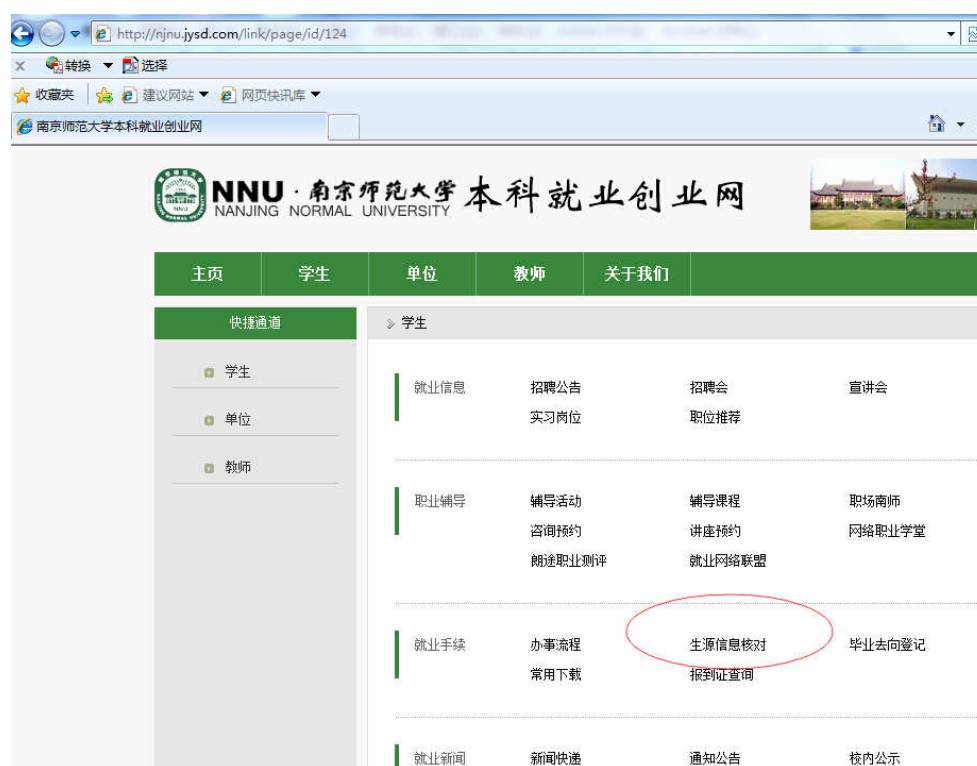 http://njnu.jysd.com/link/page/id/124
x 转换 选择
收藏夹 建议网站 网页快讯库
南京师范大学本科就业创业网
NNU·南京师范大学 本科就业创业网
NANJING NORMAL UNIVERSITY
主页 学生 单位 教师 关于我们
快捷通道
学生
单位
教师
学生
就业信息 招聘公告 招聘会 宣讲会
实习岗位 职位推荐
职业辅导 辅导活动 辅导课程 职场南师
咨询预约 讲座预约 网络职业学堂
朗途职业测评 就业网络联盟
就业手续 办事流程 生源信息核对 毕业去向登记
常用下载 报到证查询
就业新闻 新闻快递 通知公告 校内公示